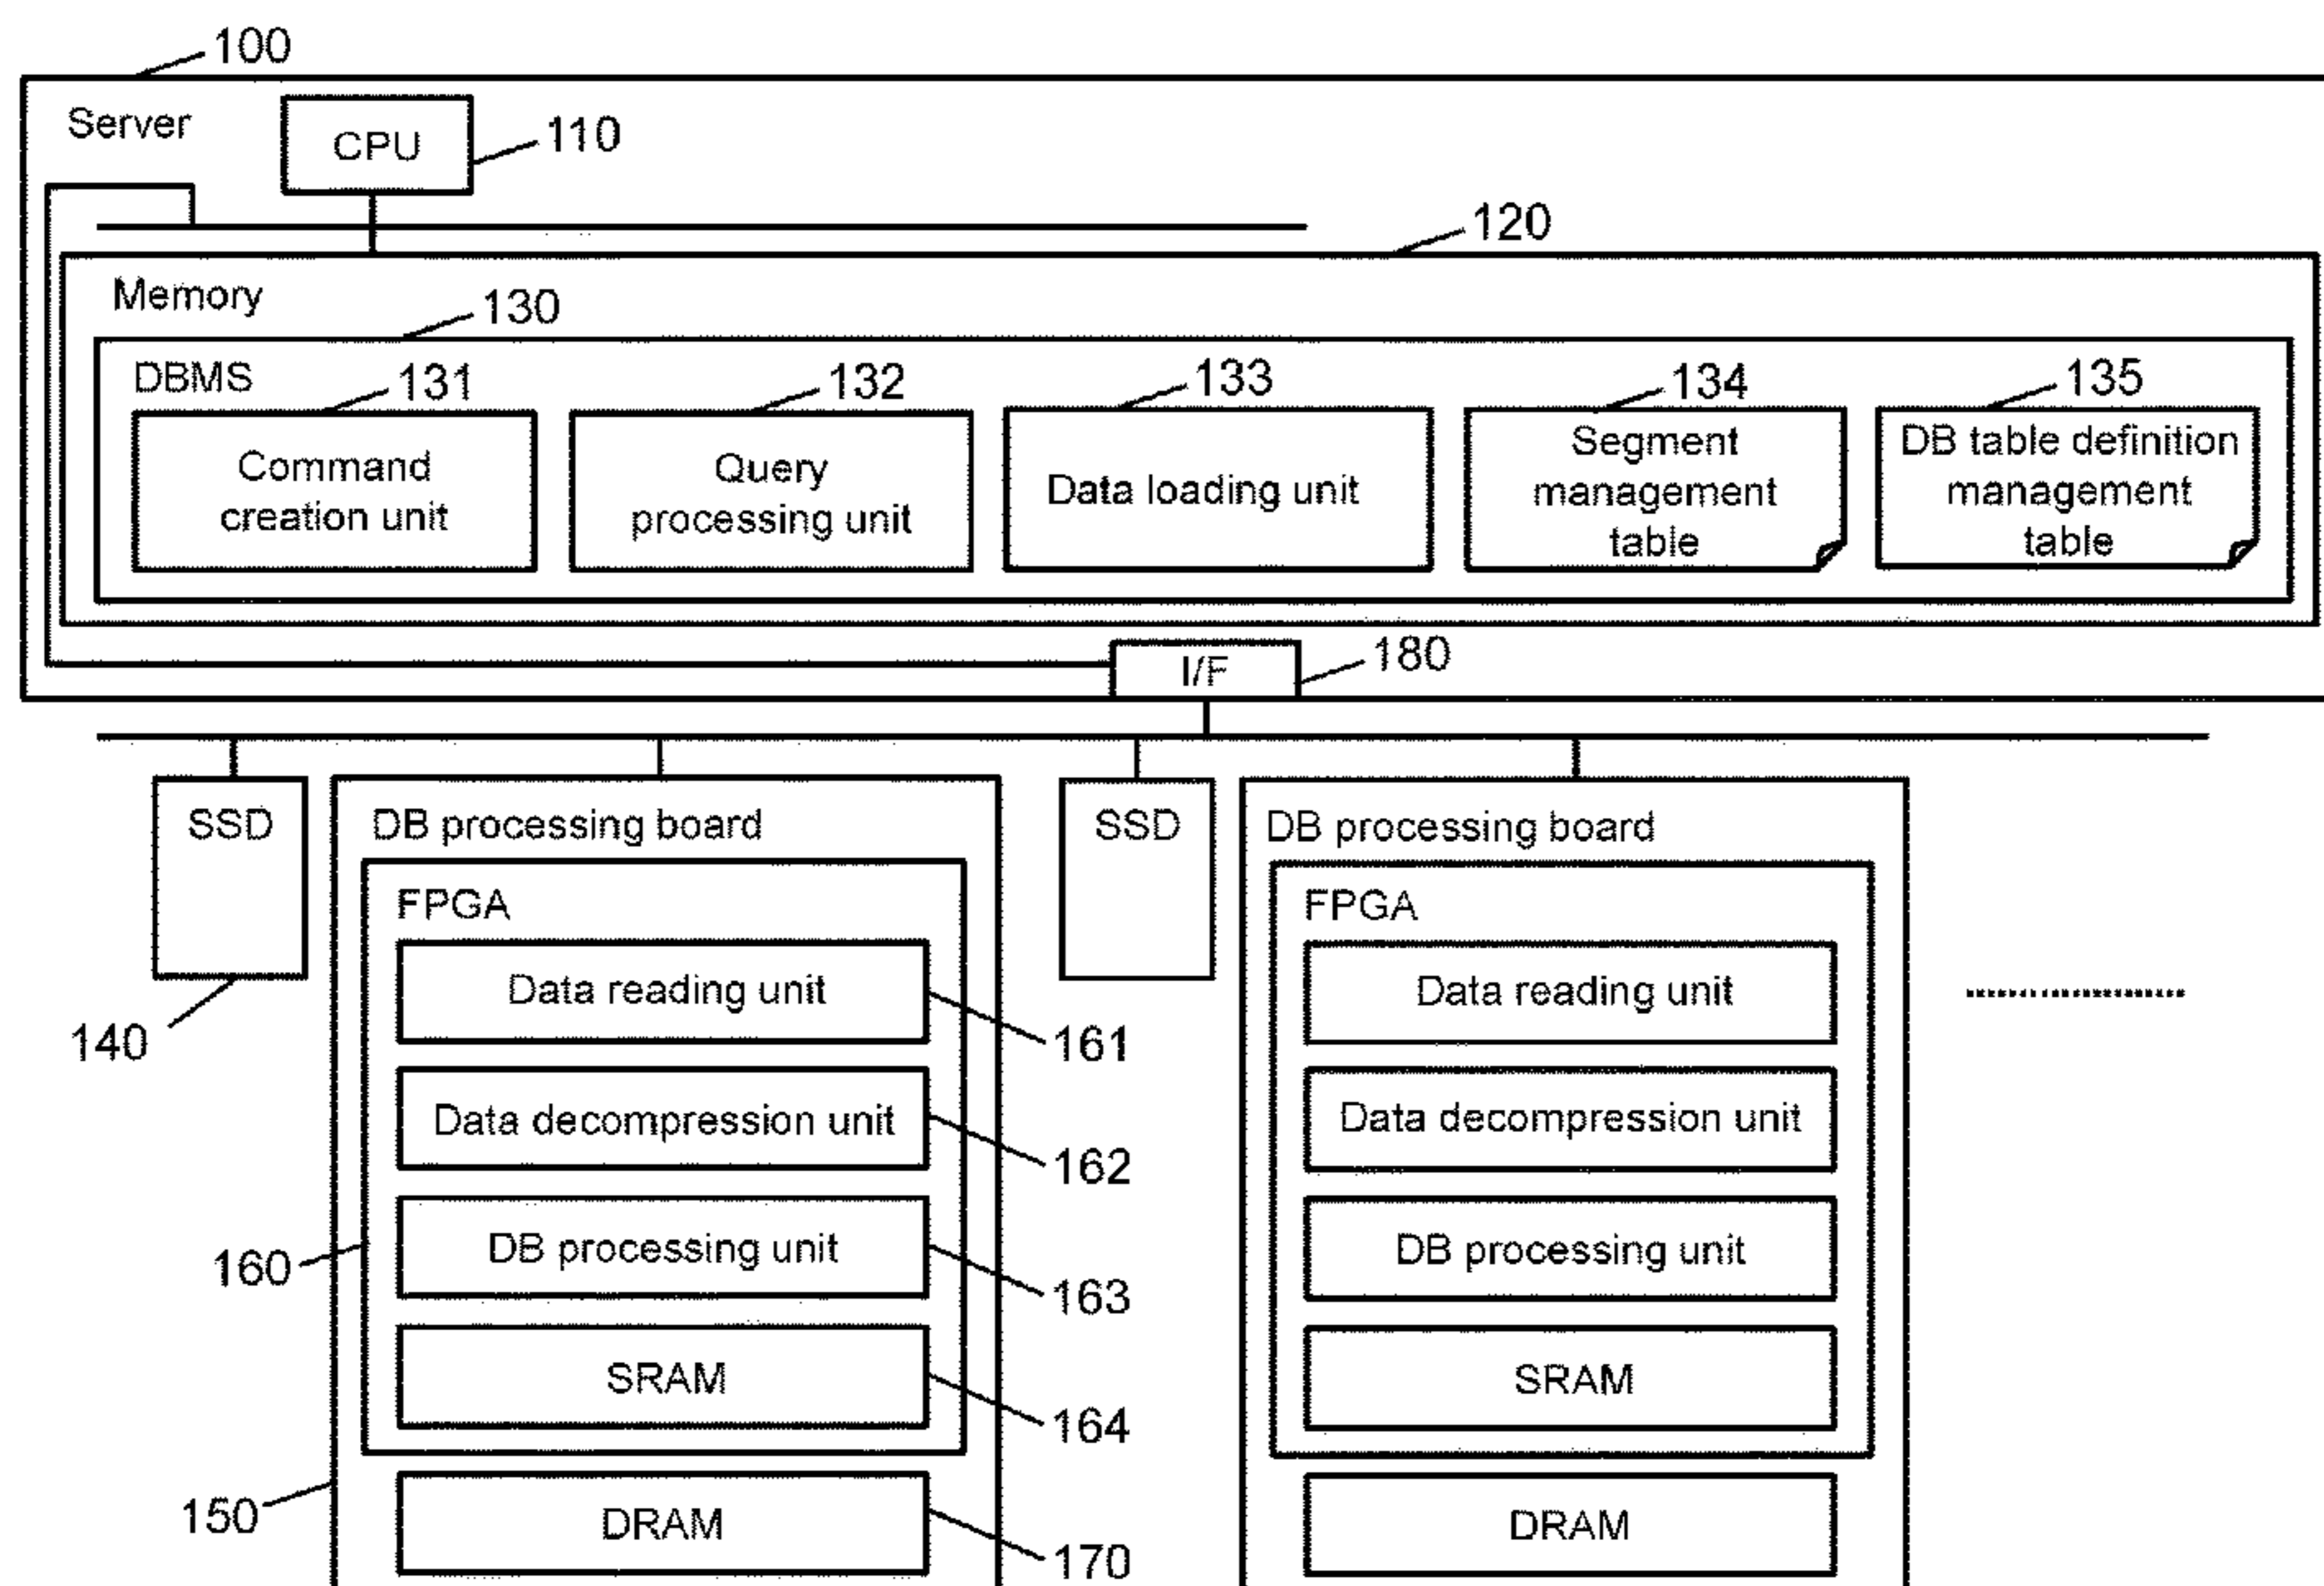 100
Server
CPU
110
120
Memory
130
DBMS
131
132
133
134
135
Command
creation unit
Query
processing unit
Data loading unit
Segment
management
table
DB table definition
management
table
I/F
180
SSD
DB processing board
SSD
DB processing board
FPGA
FPGA
Data reading unit
Data reading unit
140
161
Data decompression unit
Data decompression unit
162
DB processing unit
DB processing unit
160
163
SRAM
SRAM
164
150
DRAM
DRAM
170